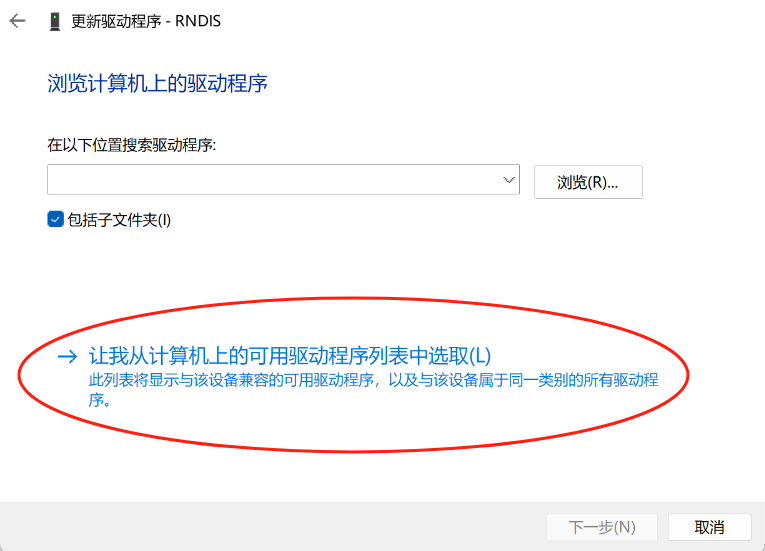 更新驱动程序 - RNDIS
浏览计算机上的驱动程序
在以下位置搜索驱动程序:
浏览(R)...
包括子文件夹(I)
让我从计算机上的可用驱动程序列表中选取(L)
此列表将显示与该设备兼容的可用驱动程序，以及与该设备属于同一类别的所有驱动程
序。
下一步(N)
取消